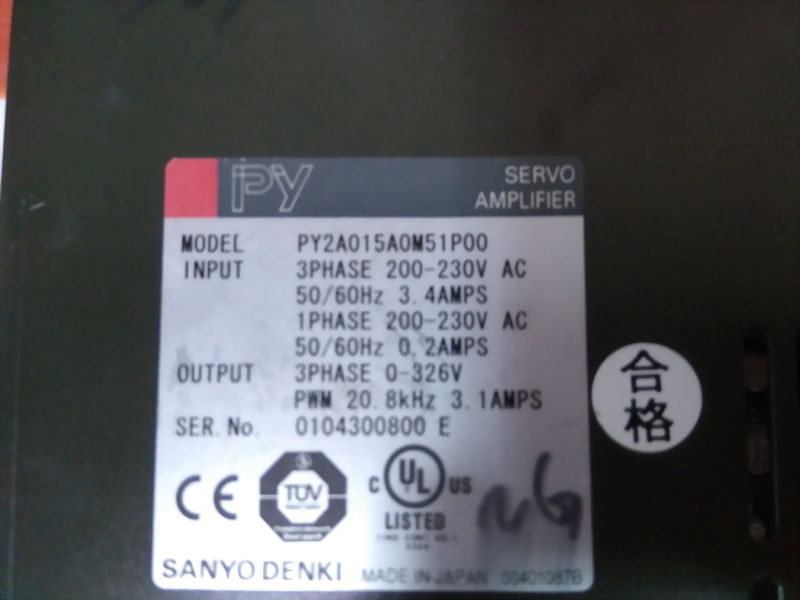 PY
SERVO
AMPLIFIER
MODEL PY2A015A0M51P00
INPUT 3PHASE 200-230V AC
50/60Hz 3.4AMPS
1PHASE 200-230V AC
50/60Hz 0.2AMPS
OUTPUT 3PHASE 0-326V
PWM 20.8kHz 3.1AMPS
SER. No. 0104300800 E
合格
CE
TÜV
C UL US
LISTED
SANYO DENKI MADE IN JAPAN 00401087B